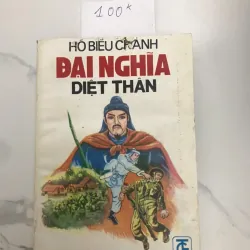 100K
HỒ BIỂU CHÁNH
ĐẠI NGHĨA
DIỆT THÂN